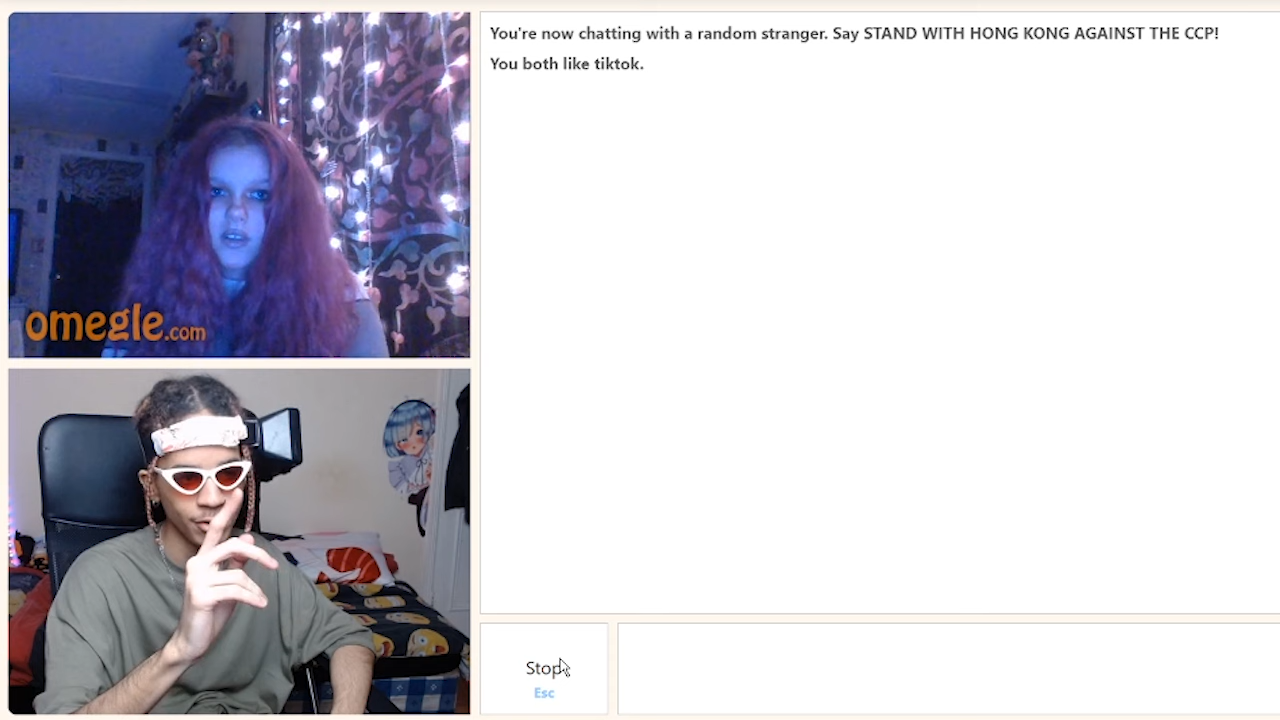 You're now chatting with a random stranger. Say STAND WITH HONG KONG AGAINST THE CCP!
You both like tiktok.
omegle.com
Stop
Esc